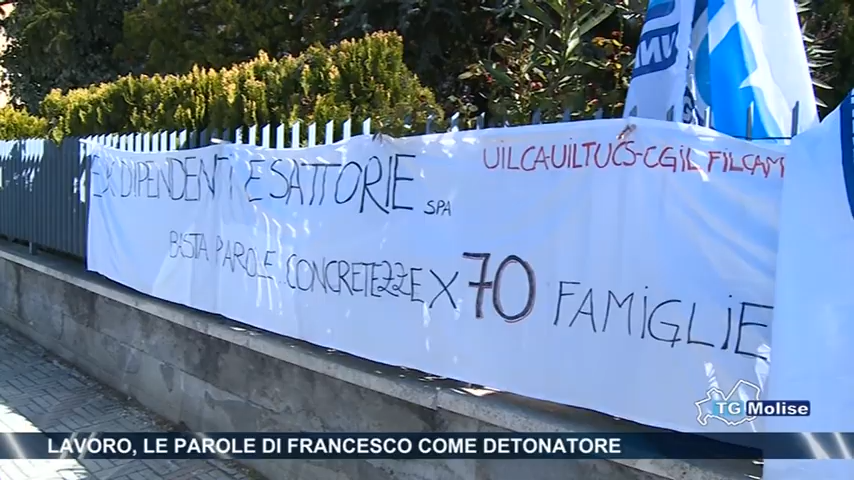 EX DIPENDENTI ESATTORIE SPA
UILCA UILTUCS-CGIL FILCAM
BASTA PAROLE CONCRETEZZE X 70 FAMIGLIE
TG Molise
LAVORO, LE PAROLE DI FRANCESCO COME DETONATORE